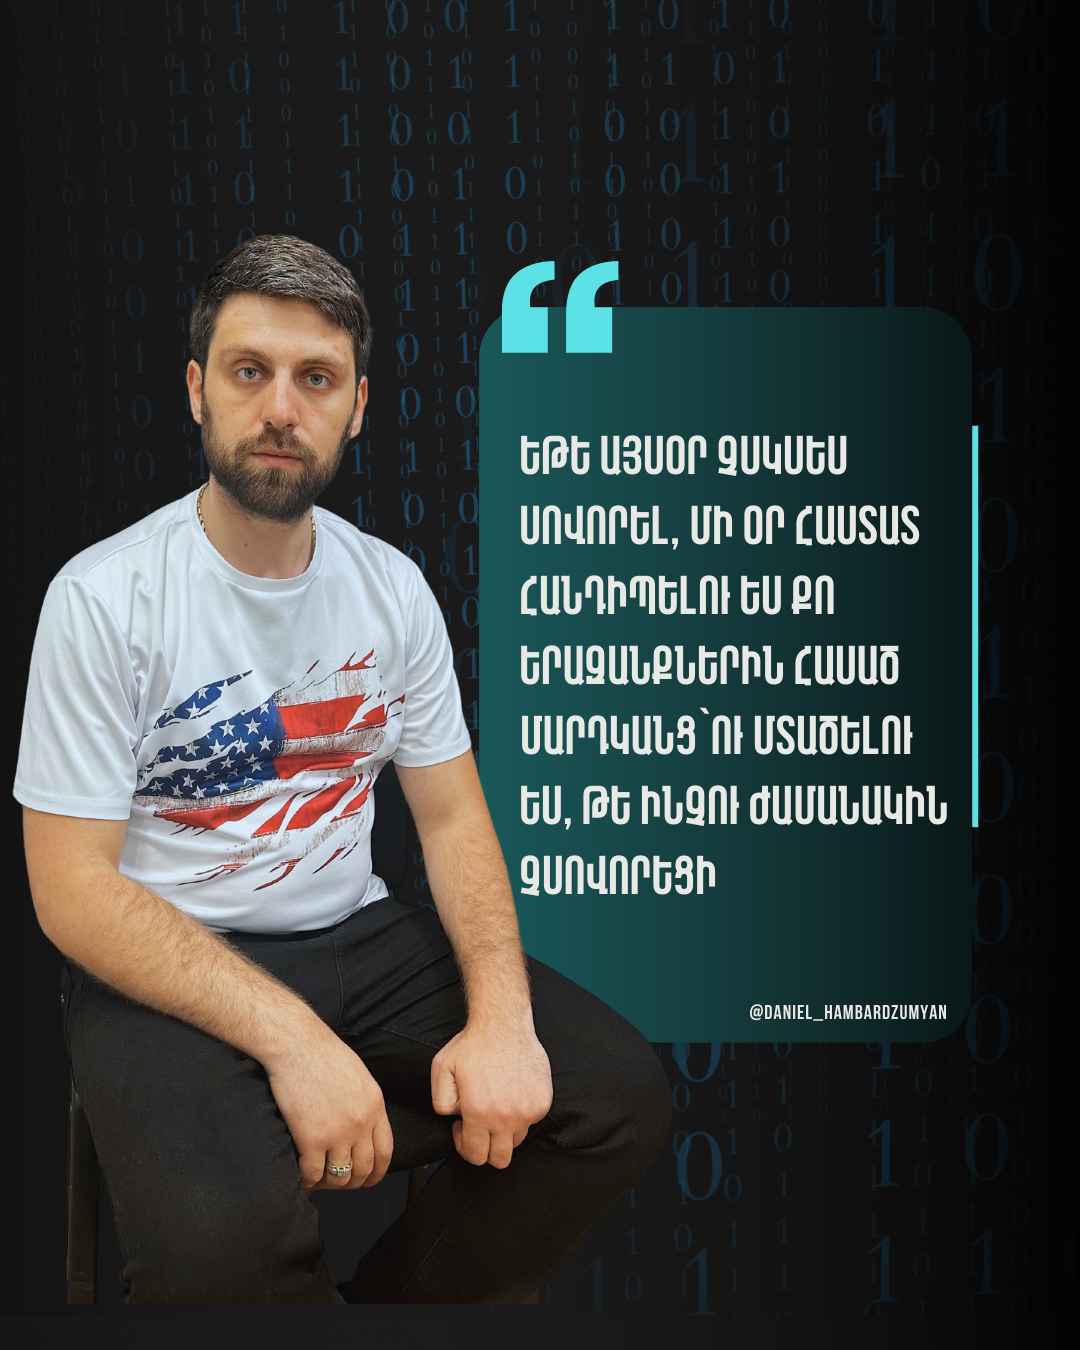 ԵԹԵ ԱՅՍՕՐ ՉՍԿՍԵՍ
ՍՈՎՈՐԵԼ, ՄԻ ՕՐ ՀԱՍՏԱՏ
ՀԱՆԴԻՊԵԼՈՒ ԵՍ ՔՈ
ԵՐԱԶԱՆՔՆԵՐԻՆ ՀԱՍԱԾ
ՄԱՐԴԿԱՆՑ՝ՈՒ ՄՏԱԾԵԼՈՒ
ԵՍ, ԹԵ ԻՆՉՈՒ ԺԱՄԱՆԱԿԻՆ
ՉՍՈՎՈՐԵՑԻ
@DANIEL_HAMBARDZUMYAN